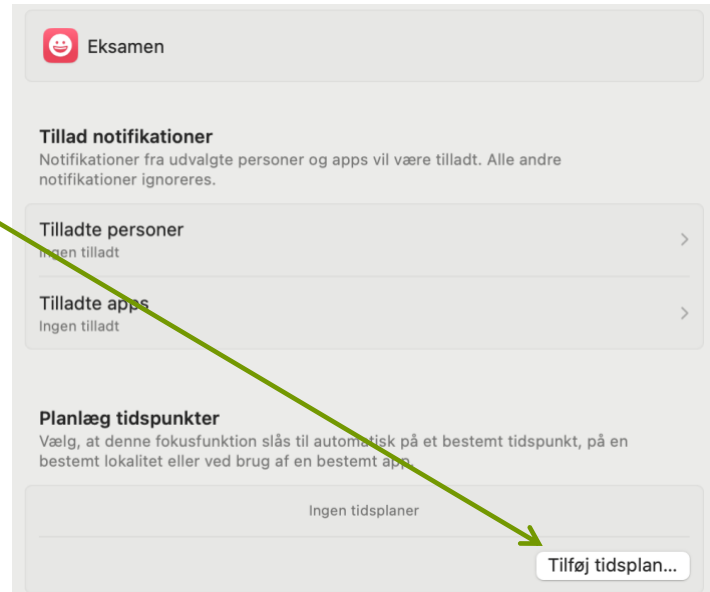 Eksamen
Tillad notifikationer
Notifikationer fra udvalgte personer og apps vil være tilladt. Alle andre
notifikationer ignoreres.
Tilladte personer
Ingen tilladt
Tilladte apps
Ingen tilladt
Planlæg tidspunkter
Vælg, at denne fokusfunktion slås til automatisk på et bestemt tidspunkt, på en
bestemt lokalitet eller ved brug af en bestemt app.
Ingen tidsplaner
Tilføj tidsplan...